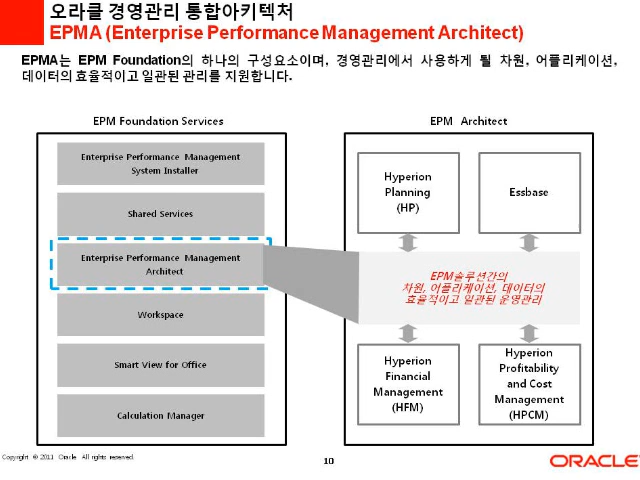 오라클 경영관리 통합아키텍처
EPMA (Enterprise Performance Management Architect)
EPMA는 EPM Foundation의 하나의 구성요소이며, 경영관리에서 사용하게 될 차원, 어플리케이션,
데이터의 효율적이고 일관된 관리를 지원합니다.
EPM Foundation Services
Enterprise Performance Management
System Installer
Shared Services
Enterprise Performance Management
Architect
Workspace
Smart View for Office
Calculation Manager
EPM Architect
Hyperion
Planning
(HP)
Essbase
EPM솔루션간의
차원, 어플리케이션, 데이터의
효율적이고 일관된 운영관리
Hyperion
Financial
Management
(HFM)
Hyperion
Profitability
and Cost
Management
(HPCM)
Copyright © 2011 Oracle. All rights reserved.
10
ORACLE